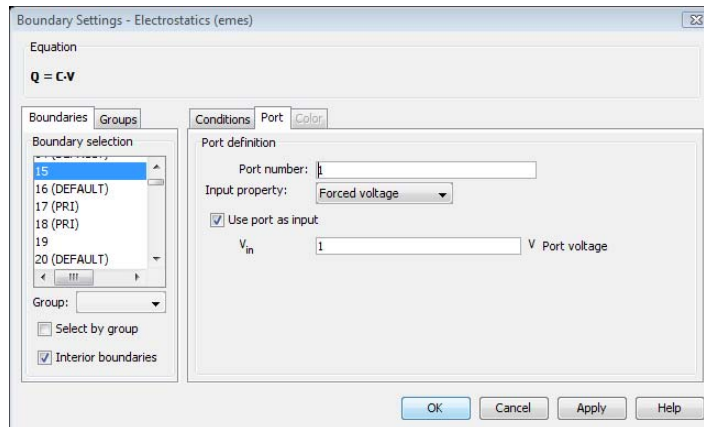 Boundary Settings - Electrostatics (emes)
Equation
Q = C·V
Boundaries Groups
Boundary selection
15
16 (DEFAULT)
17 (PRI)
18 (PRI)
19
20 (DEFAULT)
Group:
Select by group
Interior boundaries
Conditions Port Color
Port definition
Port number: 1
Input property: Forced voltage
Use port as input
Vin 1 V Port voltage
OK Cancel Apply Help